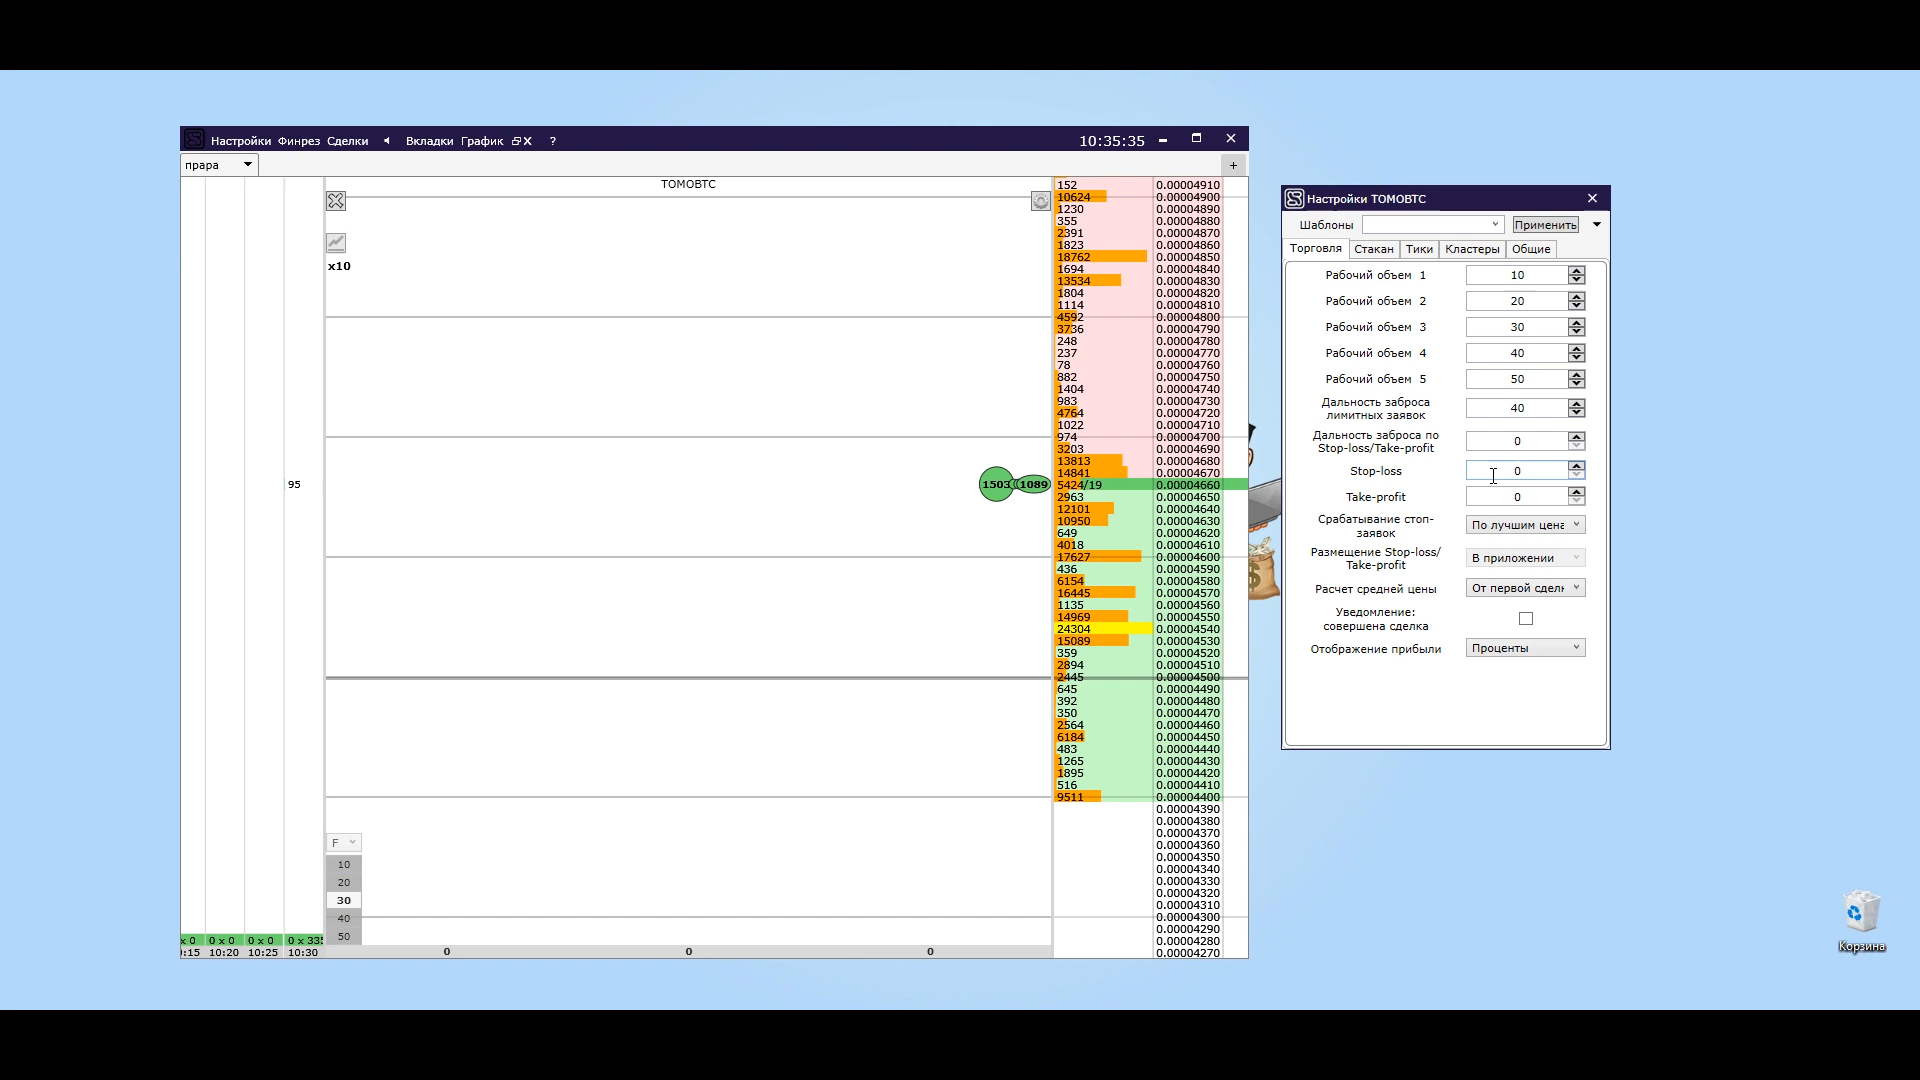 Настройки Финрез Сделки Вкладки График ? 10:35:35
прапа +
TOMOBTC
x10
152 0.00004910
10624 0.00004900
1230 0.00004890
355 0.00004880
2391 0.00004870
1823 0.00004860
18762 0.00004850
1694 0.00004840
13534 0.00004830
1804 0.00004820
1114 0.00004810
4592 0.00004800
3736 0.00004790
248 0.00004780
237 0.00004770
78 0.00004760
882 0.00004750
1404 0.00004740
983 0.00004730
4764 0.00004720
1022 0.00004710
974 0.00004700
3203 0.00004690
13813 0.00004680
14841 0.00004670
95 1503 1089 5424/19 0.00004660
2963 0.00004650
12101 0.00004640
10950 0.00004630
649 0.00004620
4018 0.00004610
17627 0.00004600
436 0.00004590
6154 0.00004580
16445 0.00004570
1135 0.00004560
14969 0.00004550
24304 0.00004540
15089 0.00004530
359 0.00004520
2894 0.00004510
2445 0.00004500
645 0.00004490
392 0.00004480
350 0.00004470
2564 0.00004460
6184 0.00004450
483 0.00004440
1265 0.00004430
1895 0.00004420
516 0.00004410
9511 0.00004400
0.00004390
0.00004380
0.00004370
0.00004360
0.00004350
0.00004340
0.00004330
0.00004320
0.00004310
0.00004300
0.00004290
0.00004280
0.00004270
F
10
20
30
40
50
x 0 0 x 0 0 x 0 0 x 335
:15 10:20 10:25 10:30 0 0 0
Настройки TOMOBTC
Шаблоны Применить
Торговля Стакан Тики Кластеры Общие
Рабочий объем 1 10
Рабочий объем 2 20
Рабочий объем 3 30
Рабочий объем 4 40
Рабочий объем 5 50
Дальность заброса
лимитных заявок 40
Дальность заброса по
Stop-loss/Take-profit 0
Stop-loss 0
Take-profit 0
Срабатывание стоп-
заявок По лучшим цена
Размещение Stop-loss/
Take-profit В приложении
Расчет средней цены От первой сделк
Уведомление:
совершена сделка
Отображение прибыли Проценты
Корзина